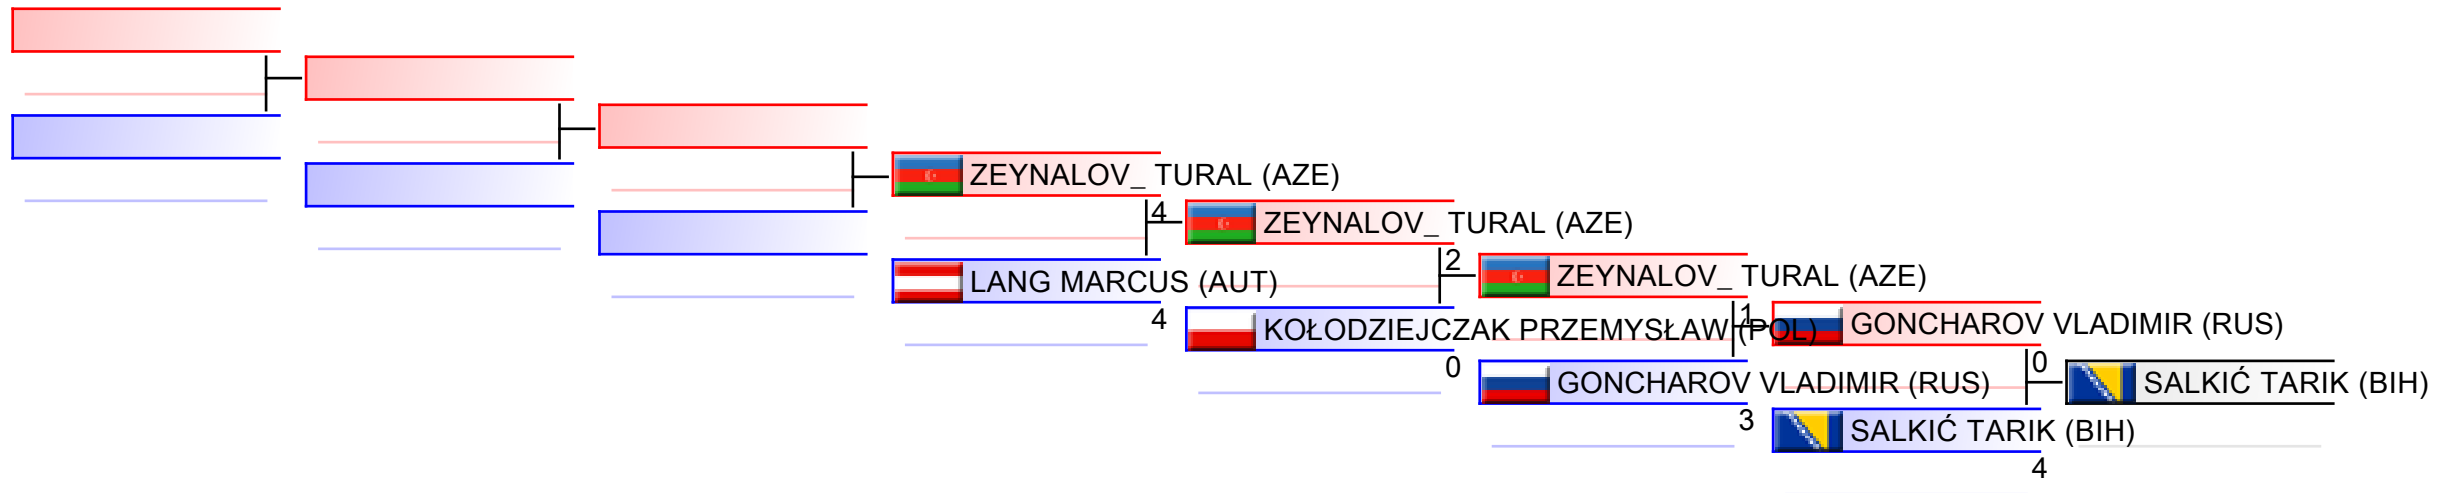 ZEYNALOV_ TURAL (AZE)
4
LANG MARCUS (AUT)
4
ZEYNALOV_ TURAL (AZE)
2
KOŁODZIEJCZAK PRZEMYSŁAW (POL)
0
ZEYNALOV_ TURAL (AZE)
1
GONCHAROV VLADIMIR (RUS)
3
GONCHAROV VLADIMIR (RUS)
0
SALKIĆ TARIK (BIH)
4
SALKIĆ TARIK (BIH)